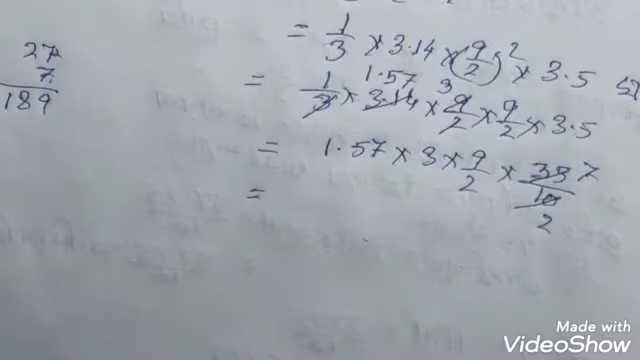 = 1/3 × 3.14 × (9/2)² × 3.5
27
7
189
= 1/3 × 3.14 1.57 × 9 3/2 × 9/2 × 3.5
= 1.57 × 3 × 9/2 × 35 7/10 2
=
Made with
VideoShow